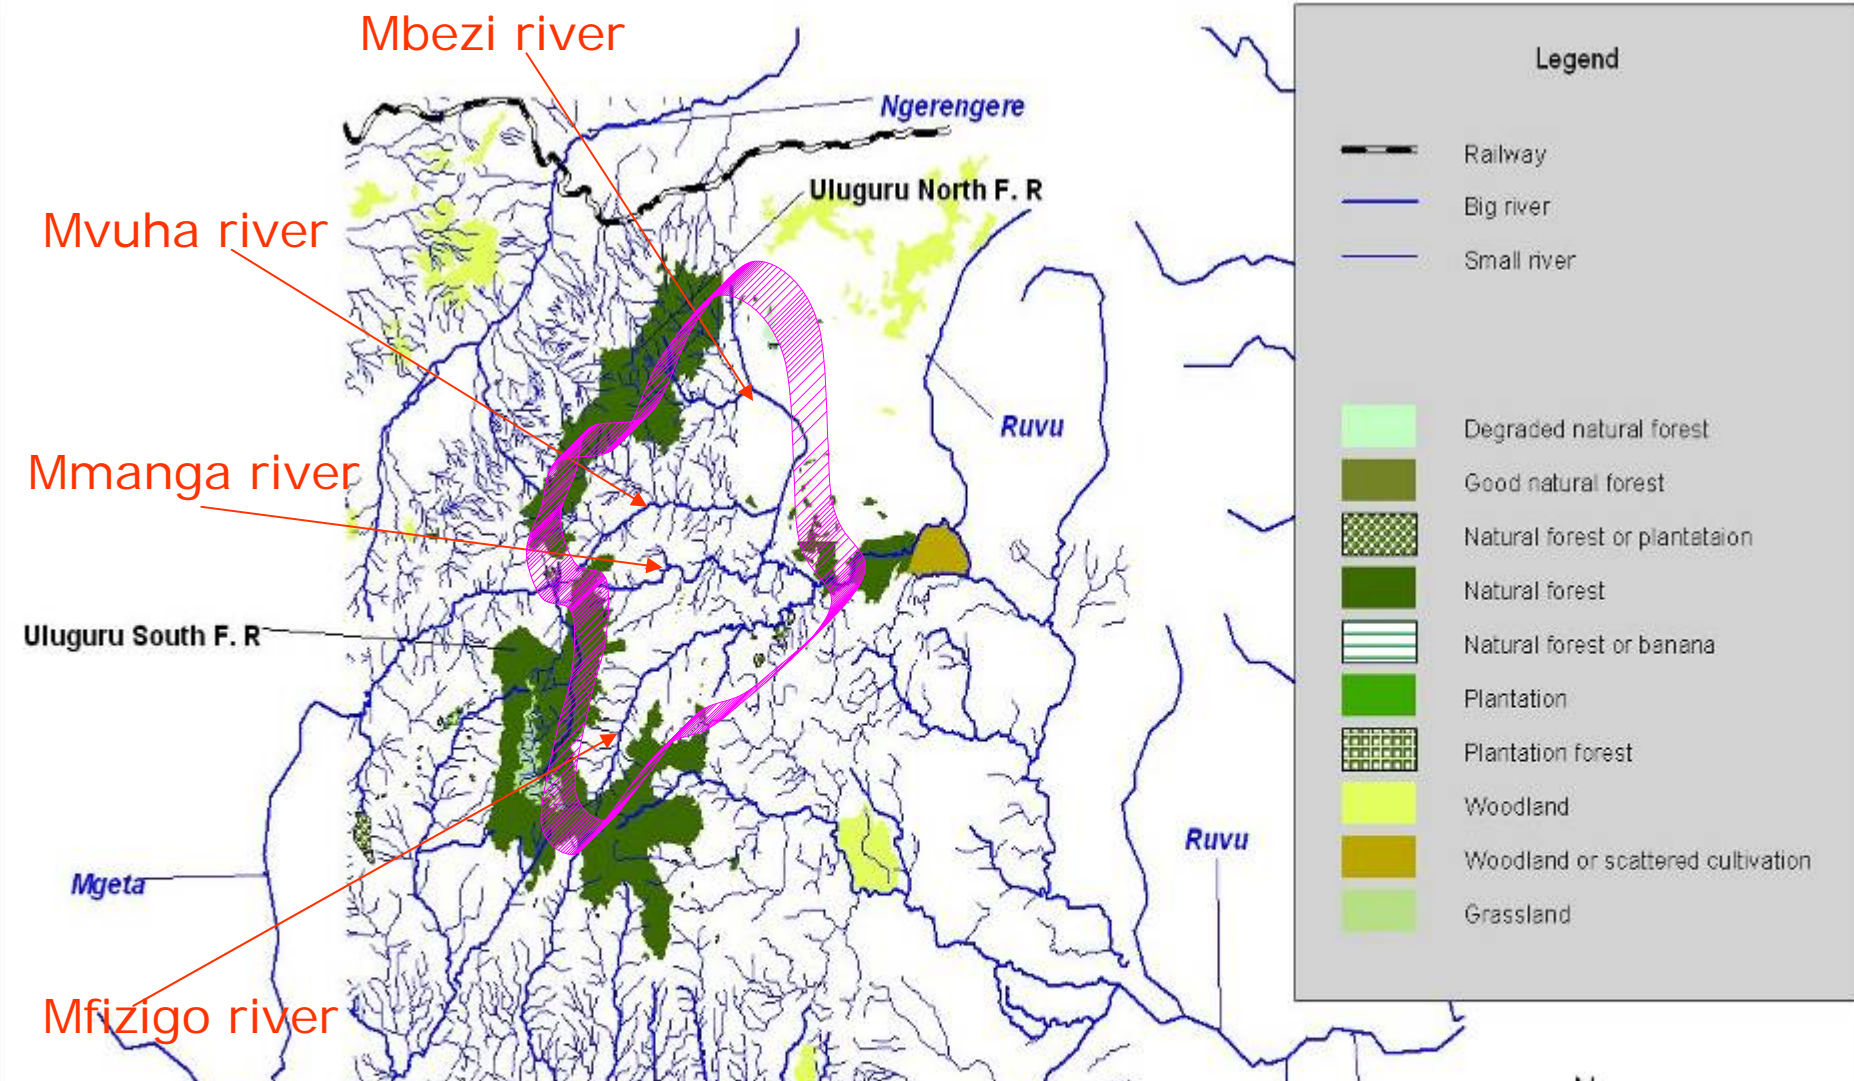 Mbezi river
Ngerengere
Uluguru North F. R
Mvuha river
Ruvu
Mmanga river
Uluguru South F. R
Mgeta
Ruvu
Mfizigo river
Legend
Railway
Big river
Small river
Degraded natural forest
Good natural forest
Natural forest or plantataion
Natural forest
Natural forest or banana
Plantation
Plantation forest
Woodland
Woodland or scattered cultivation
Grassland